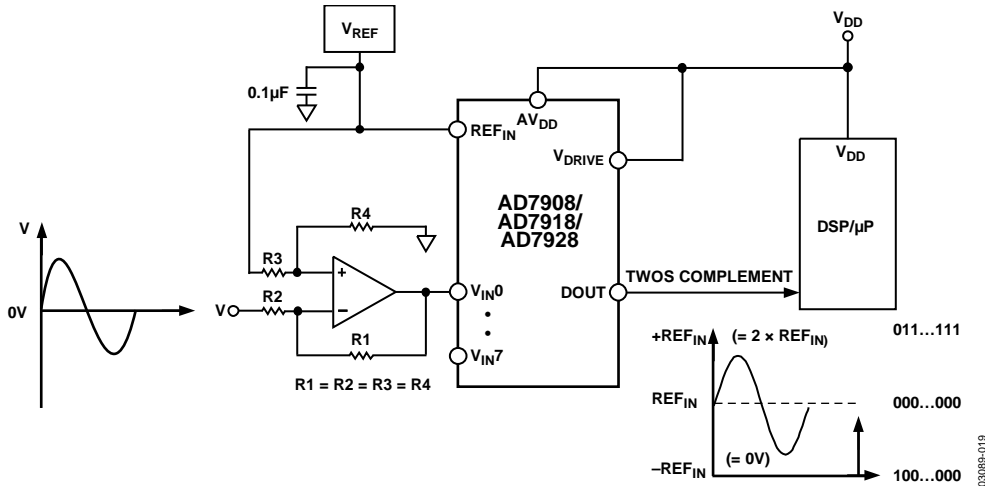 VREF
VDD
0.1µF
AVDD
REFIN
VDRIVE
VDD
AD7908/
AD7918/
AD7928
DSP/µP
R4
V
R3
+
0V
V
R2
–
VIN0
DOUT
TWOS COMPLEMENT
R1
VIN7
R1 = R2 = R3 = R4
+REFIN
(= 2 × REFIN)
011…111
REFIN
000…000
(= 0V)
–REFIN
100…000
03089-019